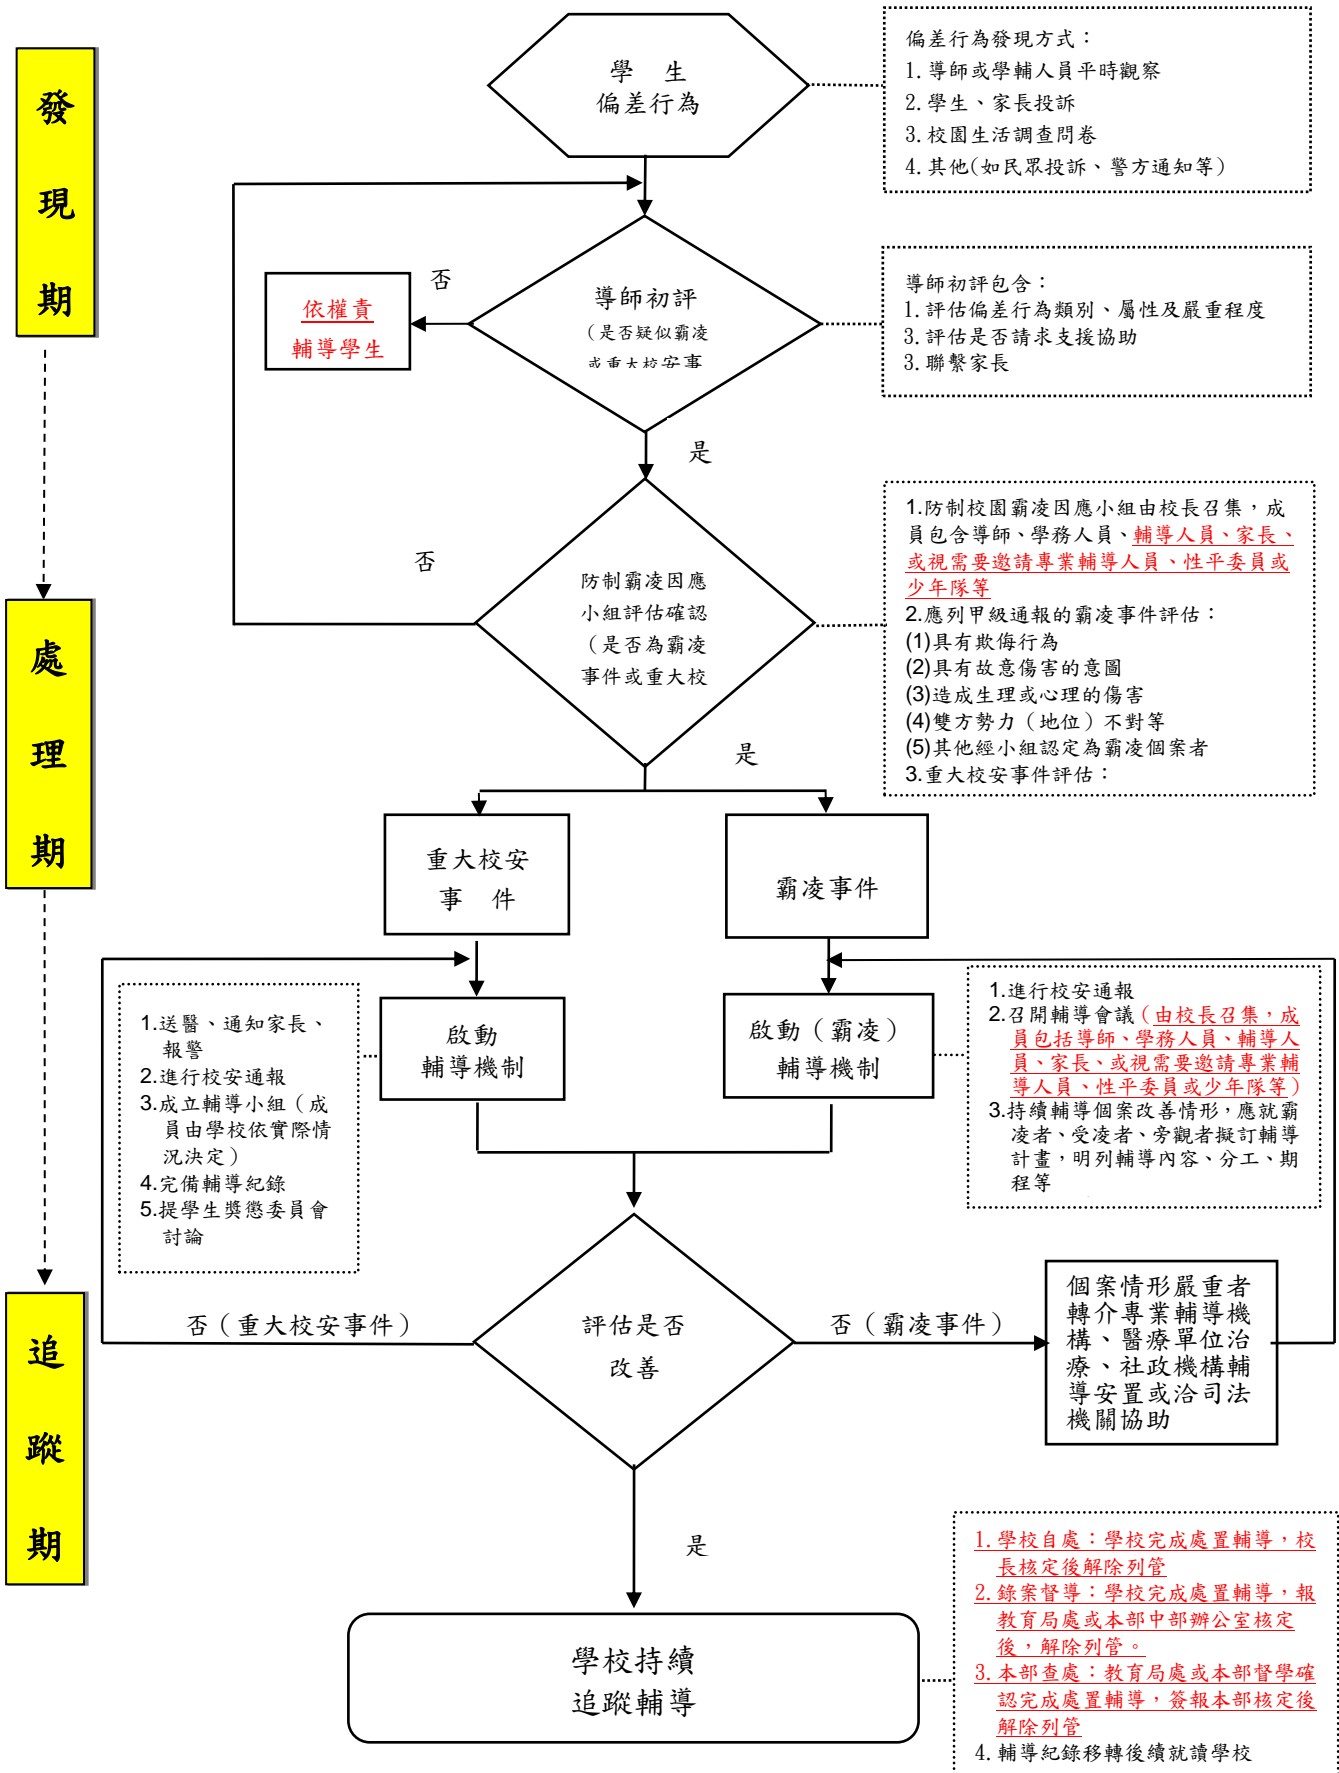 發
現
期
學　生
偏差行為
偏差行為發現方式：
1.導師或學輔人員平時觀察
2.學生、家長投訴
3.校園生活調查問卷
4.其他(如民眾投訴、警方通知等)
否
依權責
輔導學生
導師初評
（是否疑似霸凌
或重大校安事
導師初評包含：
1.評估偏差行為類別、屬性及嚴重程度
3.評估是否請求支援協助
3.聯繫家長
是
否
防制霸凌因應
小組評估確認
（是否為霸凌
事件或重大校
1.防制校園霸凌因應小組由校長召集，成
員包含導師、學務人員、輔導人員、家長、
或視需要邀請專業輔導人員、性平委員或
少年隊等
2.應列甲級通報的霸凌事件評估：
(1)具有欺侮行為
(2)具有故意傷害的意圖
(3)造成生理或心理的傷害
(4)雙方勢力（地位）不對等
(5)其他經小組認定為霸凌個案者
3.重大校安事件評估：
處
理
期
是
重大校安
事　件
霸凌事件
1.送醫、通知家長、
報警
2.進行校安通報
3.成立輔導小組（成
員由學校依實際情
況決定）
4.完備輔導紀錄
5.提學生獎懲委員會
討論
啟動
輔導機制
啟動（霸凌）
輔導機制
1.進行校安通報
2.召開輔導會議（由校長召集，成
員包括導師、學務人員、輔導人
員、家長、或視需要邀請專業輔
導人員、性平委員或少年隊等）
3.持續輔導個案改善情形，應就霸
凌者、受凌者、旁觀者擬訂輔導
計畫，明列輔導內容、分工、期
程等
追
蹤
期
否（重大校安事件）
評估是否
改善
否（霸凌事件）
個案情形嚴重者
轉介專業輔導機
構、醫療單位治
療、社政機構輔
導安置或洽司法
機關協助
是
學校持續
追蹤輔導
1.學校自處：學校完成處置輔導，校
長核定後解除列管
2.錄案督導：學校完成處置輔導，報
教育局處或本部中部辦公室核定
後，解除列管。
3.本部查處：教育局處或本部督學確
認完成處置輔導，簽報本部核定後
解除列管
4.輔導紀錄移轉後續就讀學校